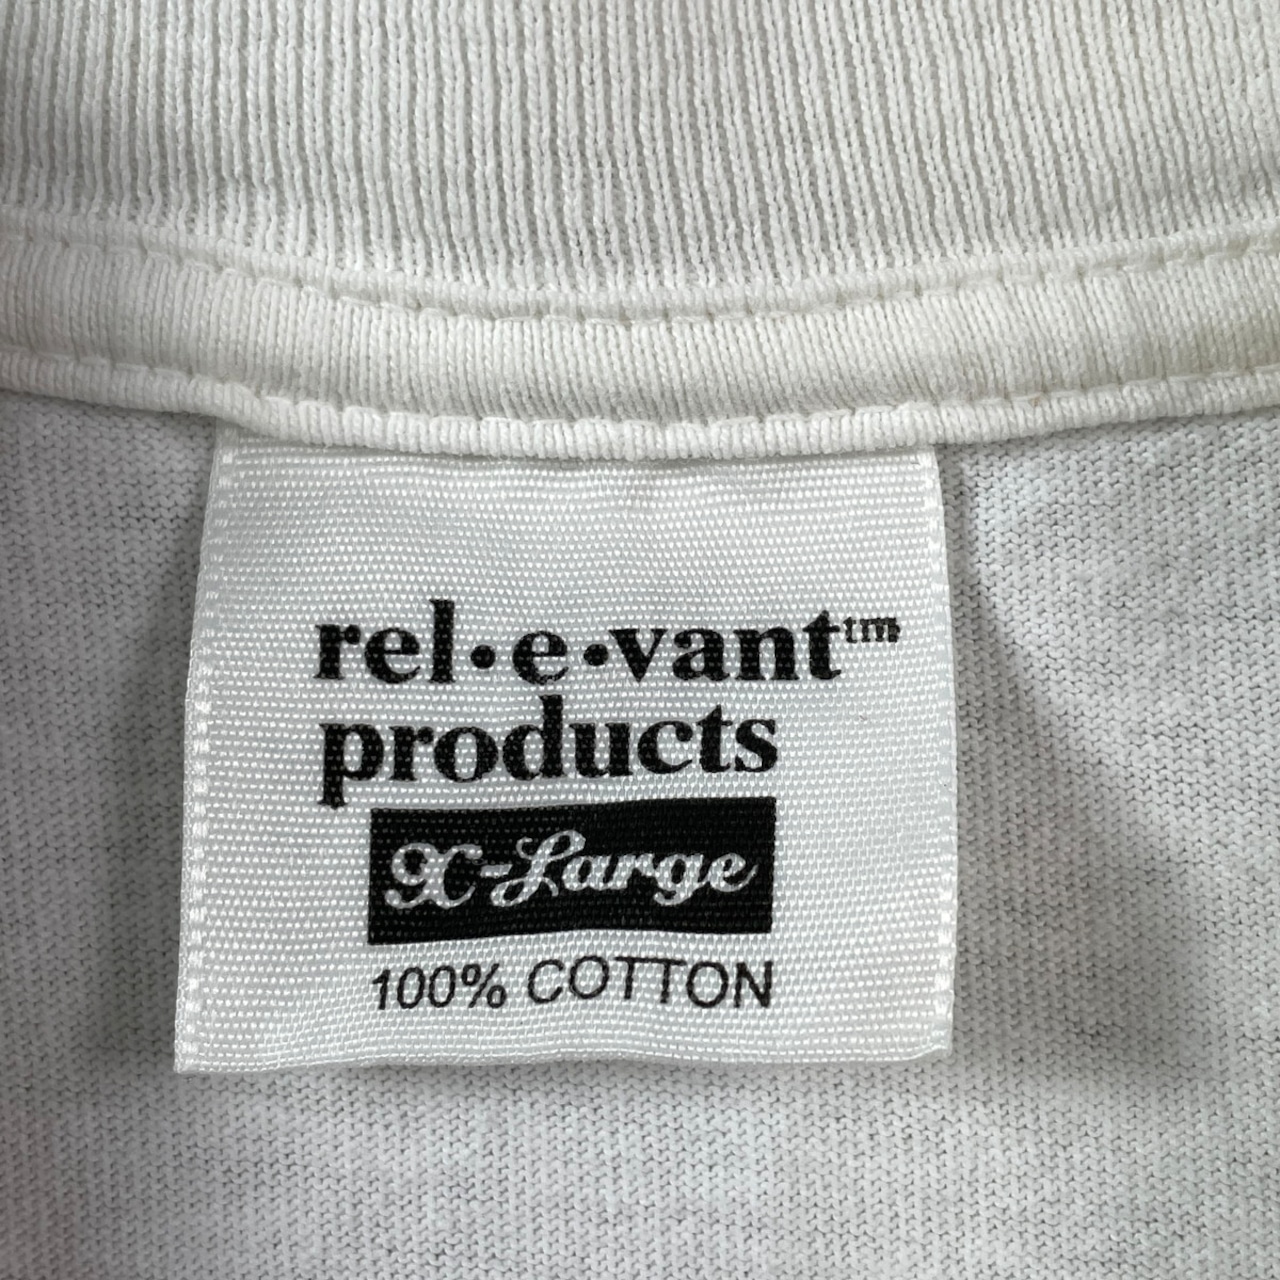 rel•e•vant™
products
X-Large
100% COTTON